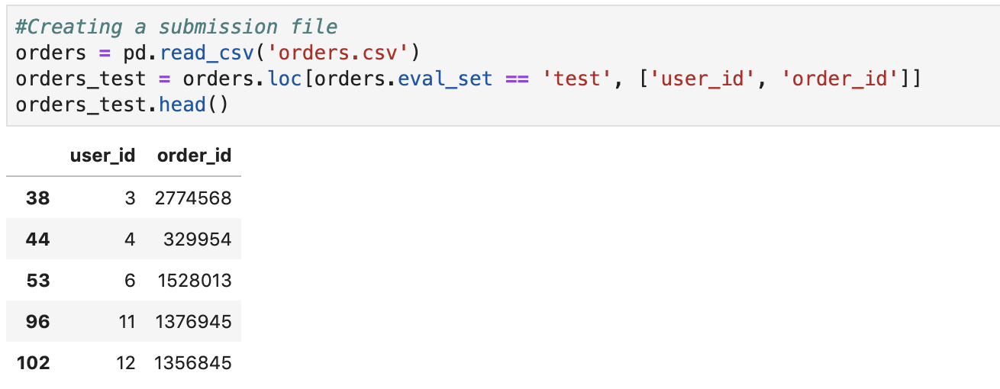 #Creating a submission file
orders = pd.read_csv('orders.csv')
orders_test = orders.loc[orders.eval_set == 'test', ['user_id', 'order_id']]
orders_test.head()
user_id order_id
38 3 2774568
44 4 329954
53 6 1528013
96 11 1376945
102 12 1356845